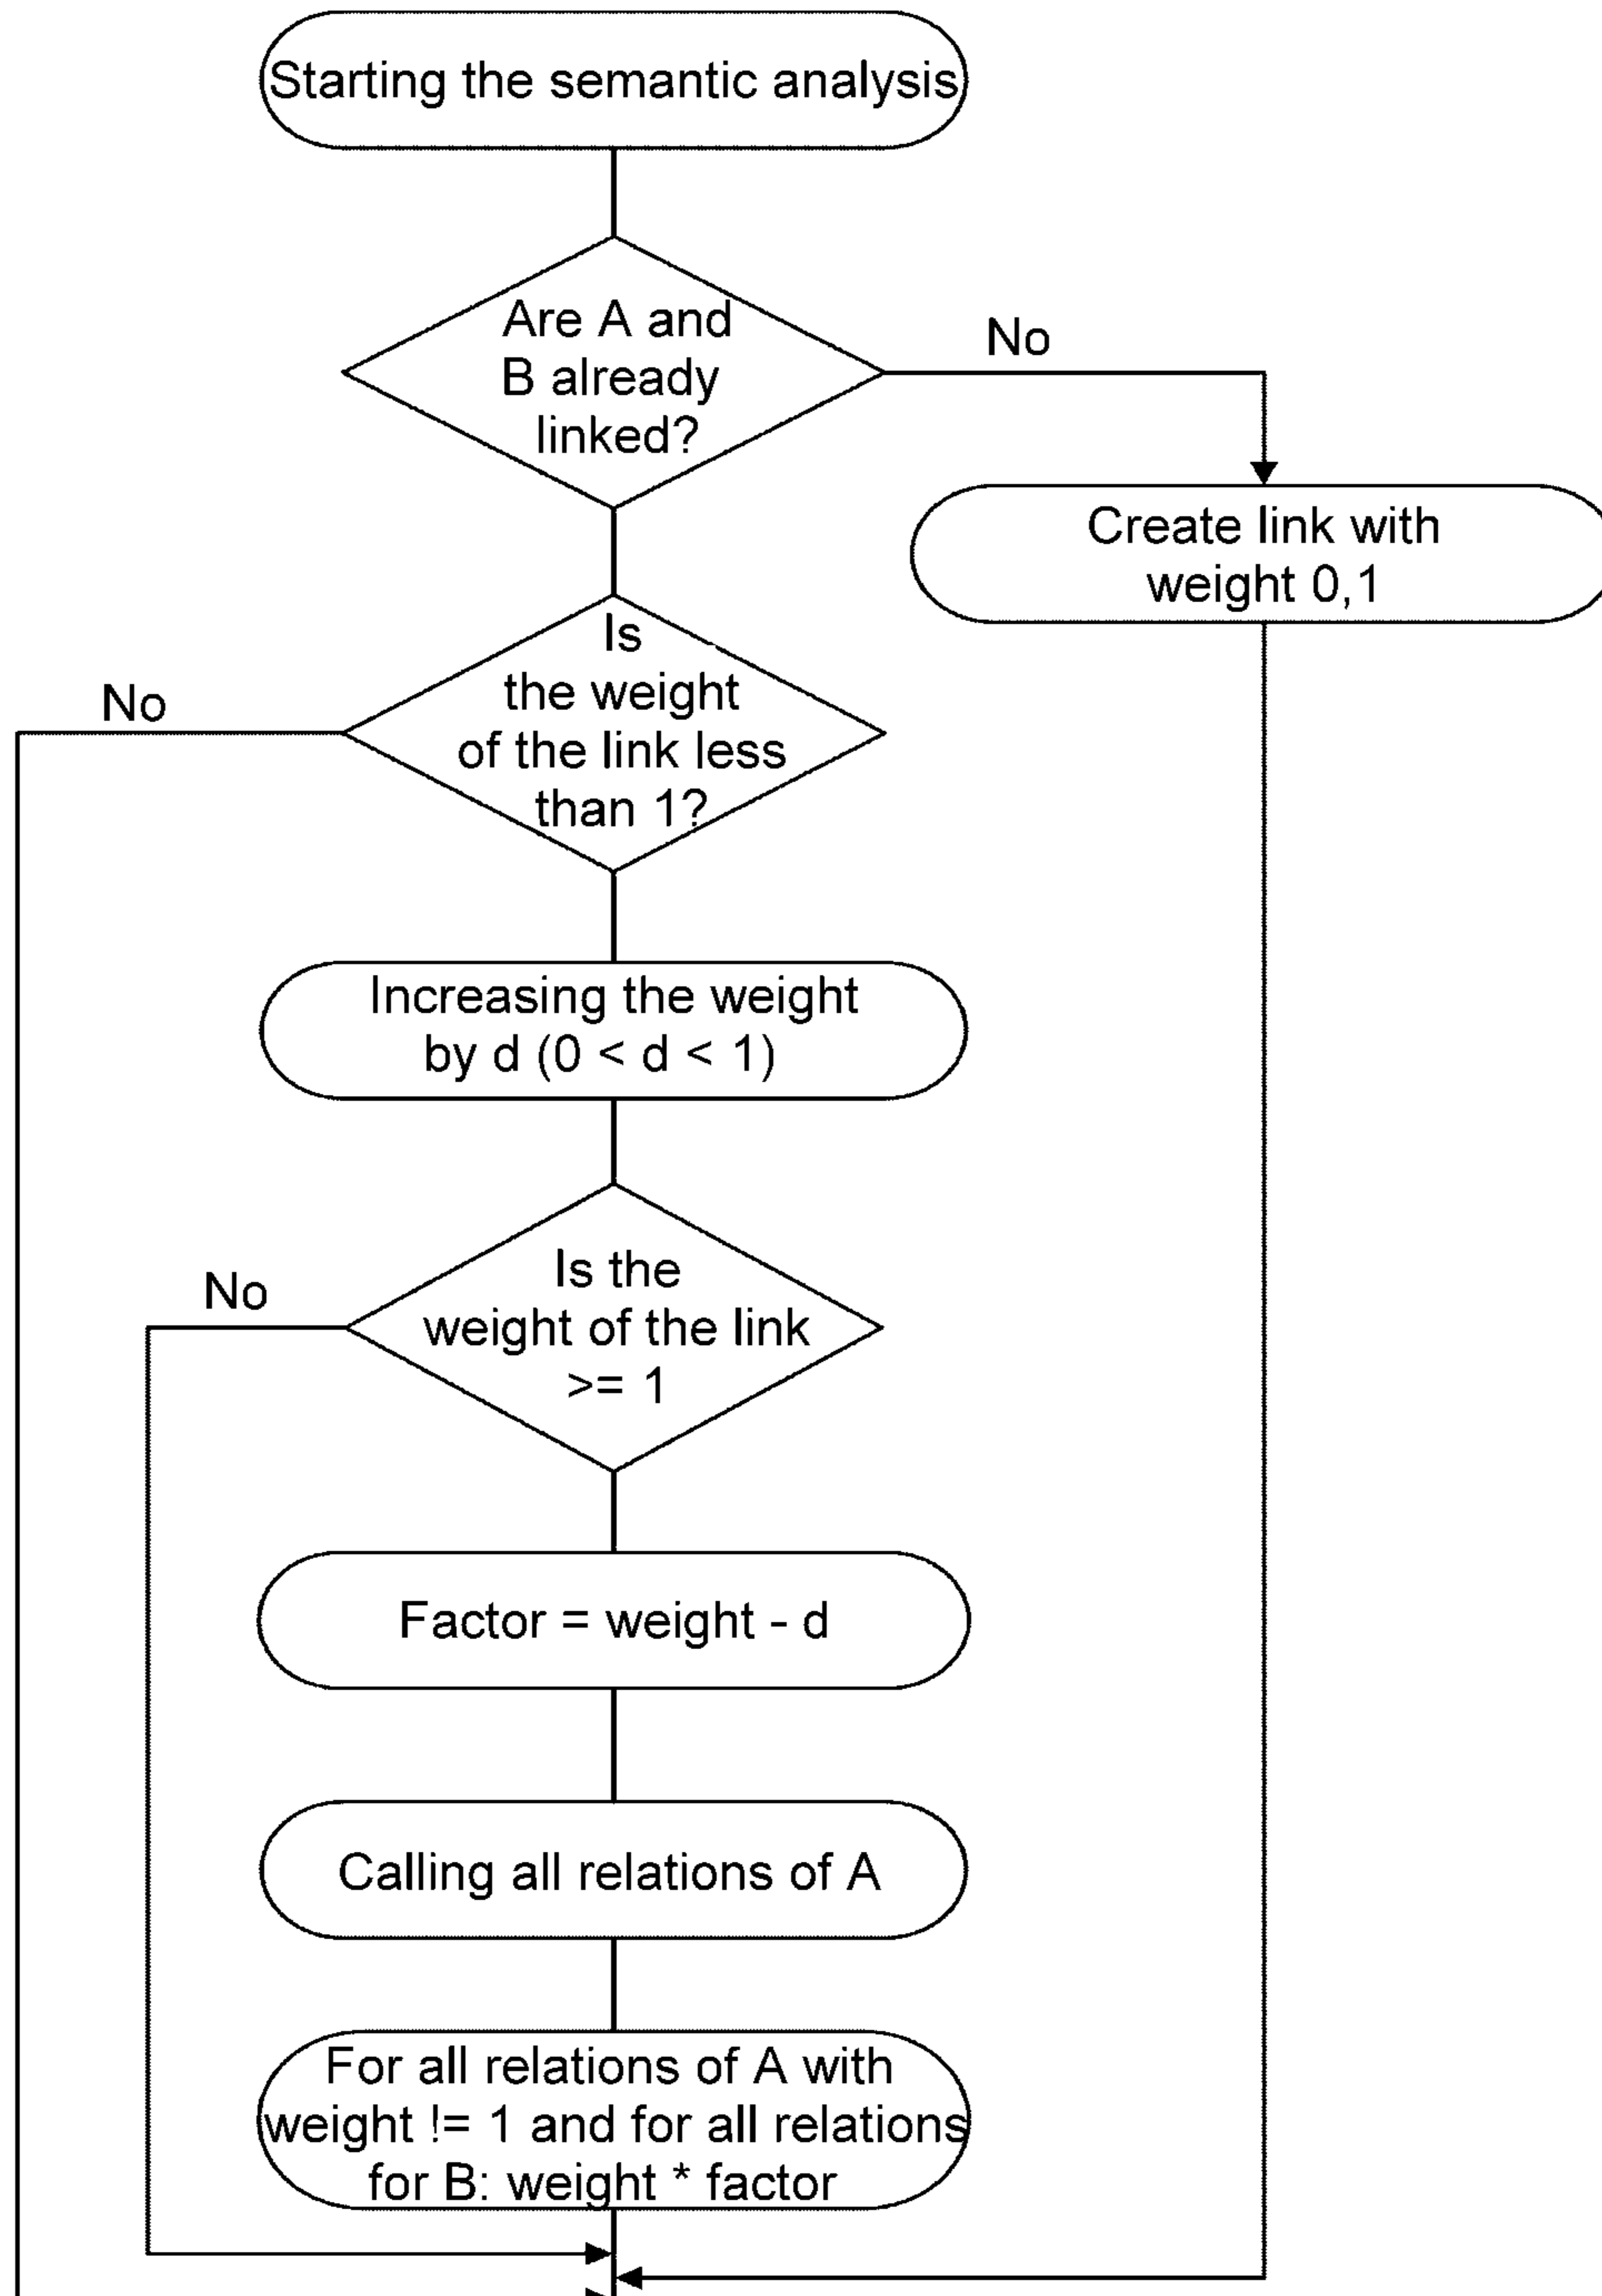 Starting the semantic analysis
Are A and
B already
linked?
No
Create link with
weight 0,1
Is
the weight
of the link less
than 1?
No
Increasing the weight
by d (0 < d < 1)
Is the
weight of the link
>= 1
No
Factor = weight - d
Calling all relations of A
For all relations of A with
weight != 1 and for all relations
for B: weight * factor